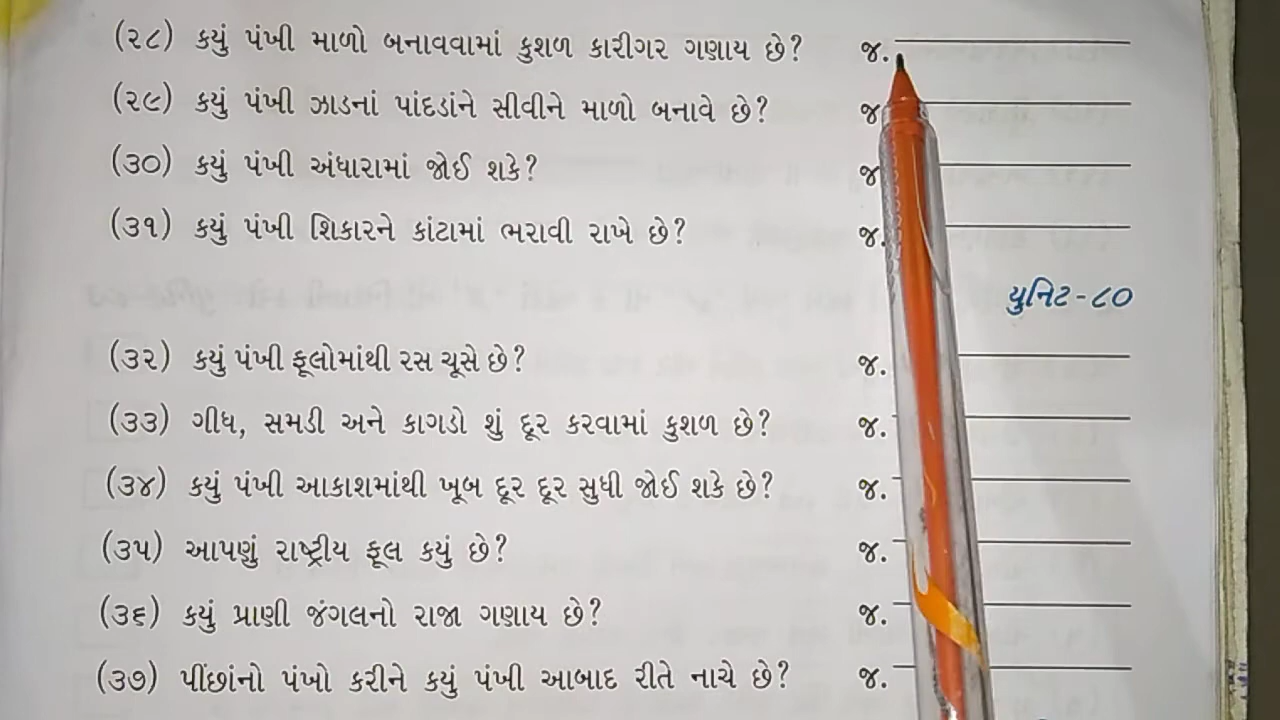 (૨૮) કયું પંખી માળો બનાવવામાં કુશળ કારીગર ગણાય છે? જ.
(૨૯) કયું પંખી ઝાડનાં પાંદડાંને સીવીને માળો બનાવે છે? જ
(૩૦) કયું પંખી અંધારામાં જોઈ શકે? જ
(૩૧) કયું પંખી શિકારને કાંટામાં ભરાવી રાખે છે? જ.
યુનિટ-૮૦
(૩૨) કયું પંખી ફૂલોમાંથી રસ ચૂસે છે? જ.
(૩૩) ગીધ, સમડી અને કાગડો શું દૂર કરવામાં કુશળ છે? જ.
(૩૪) કયું પંખી આકાશમાંથી ખૂબ દૂર દૂર સુધી જોઈ શકે છે? જ.
(૩૫) આપણું રાષ્ટ્રીય ફૂલ કયું છે? જ.
(૩૬) કયું પ્રાણી જંગલનો રાજા ગણાય છે? જ.
(૩૭) પીંછાંનો પંખો કરીને કયું પંખી આબાદ રીતે નાચે છે? જ.